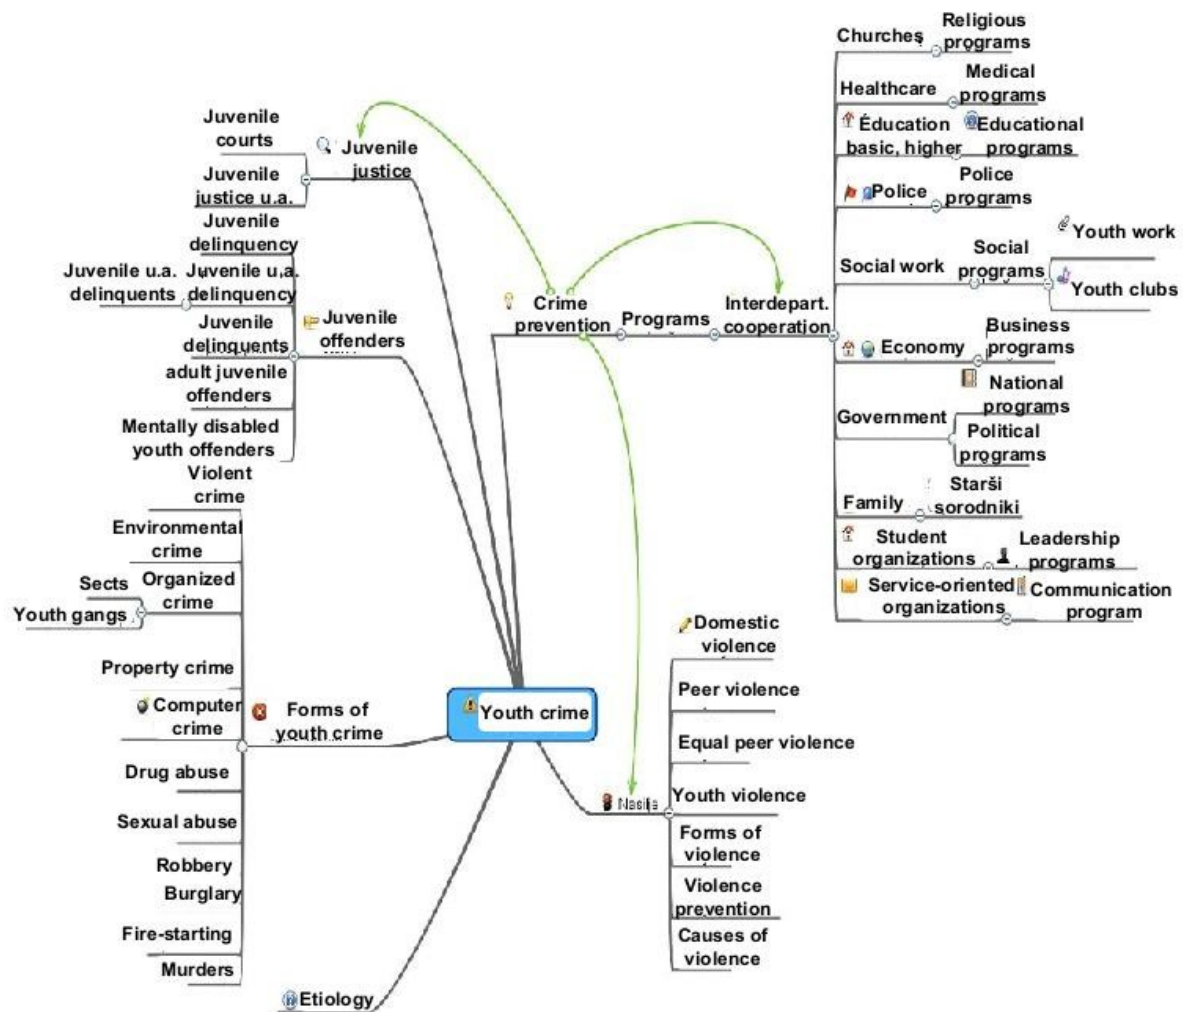 Juvenile
courts
Juvenile
justice u.a.
Juvenile
justice
Juvenile
delinquency
Juvenile u.a.
delinquents
Juvenile u.a.
delinquency
Juvenile
delinquents
adult juvenile
offenders
Mentally disabled
youth offenders
Juvenile
offenders
Violent
crime
Environmental
crime
Sects
Youth gangs
Organized
crime
Property crime
Computer
crime
Drug abuse
Sexual abuse
Robbery
Burglary
Fire-starting
Murders
Forms of
youth crime
Etiology
Youth crime
Crime
prevention
Programs
Interdepart.
cooperation
Churches
Religious
programs
Healthcare
Medical
programs
Éducation
basic, higher
Educational
programs
Police
Police
programs
Social work
Social
programs
Youth work
Youth clubs
Economy
Business
programs
Government
National
programs
Political
programs
Family
Starši
sorodniki
Student
organizations
Leadership
programs
Service-oriented
organizations
Communication
program
Nasilje
Domestic
violence
Peer violence
Equal peer violence
Youth violence
Forms of
violence
Violence
prevention
Causes of
violence